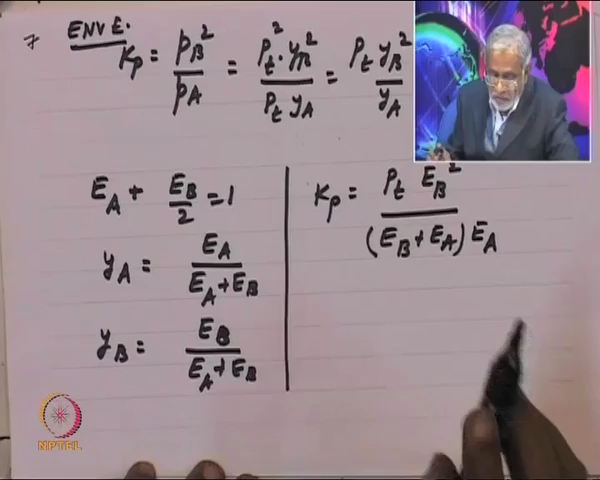 7 ENVE.
Kp = pB²/pA = Pt²·yB²/Pt yA = Pt yB²/yA
EA + EB/2 = 1
yA = EA/EA+EB
yB = EB/EA+EB
Kp = Pt EB²/(EB+EA) EA
NPTEL